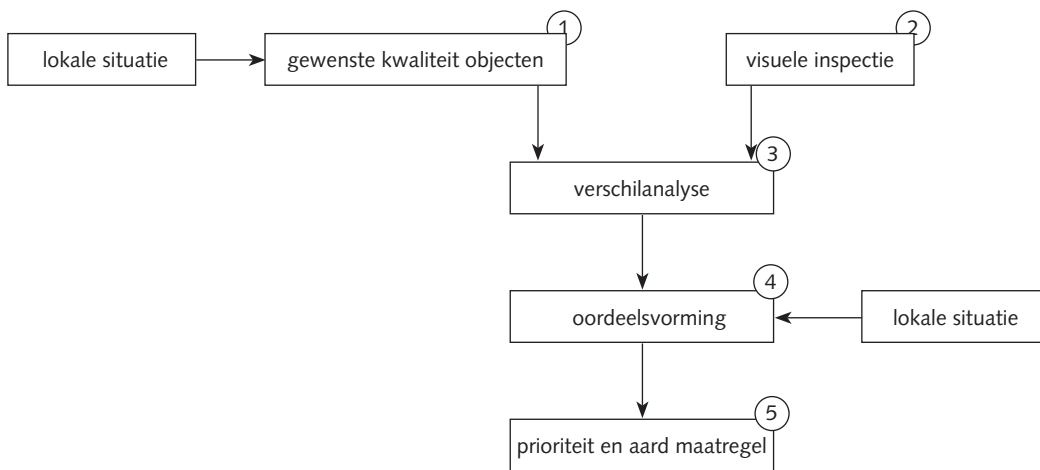 1
2
lokale situatie
gewenste kwaliteit objecten
visuele inspectie
3
verschilanalyse
4
oordeelsvorming
lokale situatie
5
prioriteit en aard maatregel